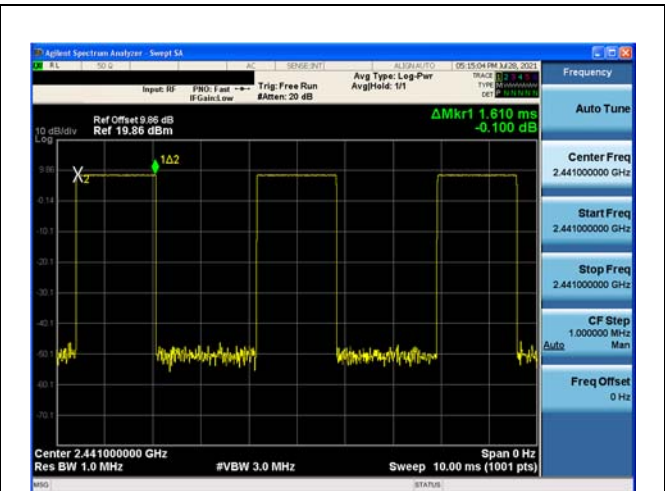 Agilent Spectrum Analyzer - Swept SA
RL 50 Ω AC SENSE:INT ALIGNAUTO 05:15:04 PM Jul 28, 2021
Input: RF PNO: Fast Trig: Free Run Avg Type: Log-Pwr TRACE 1 2 3 4 5 6
IFGain:Low #Atten: 20 dB Avg|Hold: 1/1 TYPE
DET
Frequency
Auto Tune
Center Freq
2.441000000 GHz
Start Freq
2.441000000 GHz
Stop Freq
2.441000000 GHz
CF Step
1.000000 MHz
Auto Man
Freq Offset
0 Hz
Ref Offset 9.86 dB
10 dB/div Ref 19.86 dBm
Log
ΔMkr1 1.610 ms
-0.100 dB
9.86
-0.14
-10.1
-20.1
-30.1
-40.1
-50.1
-60.1
-70.1
X2
1Δ2
Center 2.441000000 GHz Span 0 Hz
Res BW 1.0 MHz #VBW 3.0 MHz Sweep 10.00 ms (1001 pts)
MSG STATUS